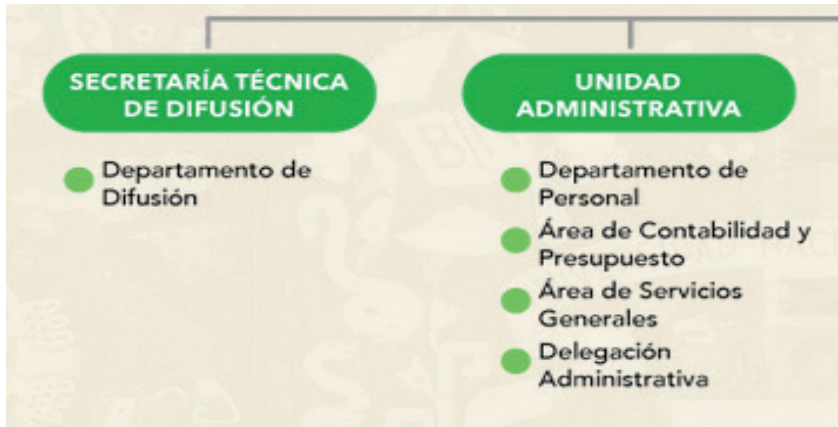 SECRETARÍA TÉCNICA
DE DIFUSIÓN
Departamento de
Difusión
UNIDAD
ADMINISTRATIVA
Departamento de
Personal
Área de Contabilidad y
Presupuesto
Área de Servicios
Generales
Delegación
Administrativa